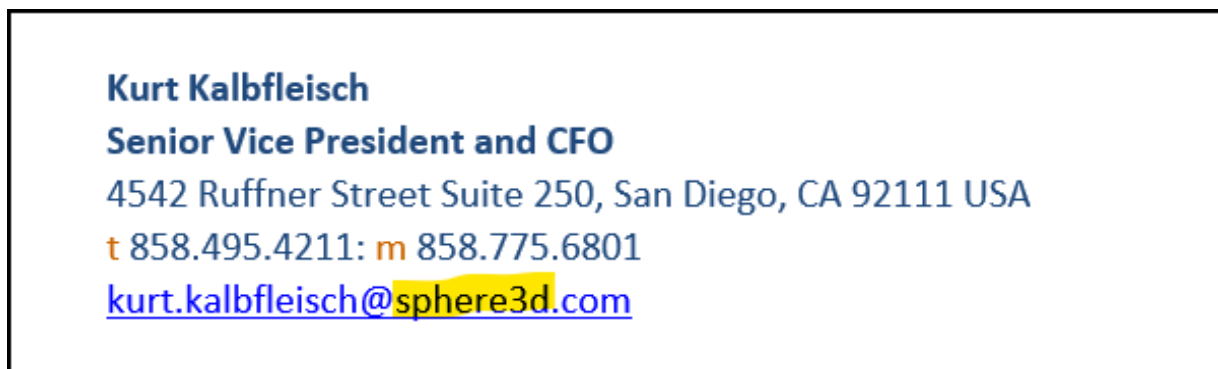 Kurt Kalbfleisch
Senior Vice President and CFO
4542 Ruffner Street Suite 250, San Diego, CA 92111 USA
t 858.495.4211: m 858.775.6801
kurt.kalbfleisch@sphere3d.com